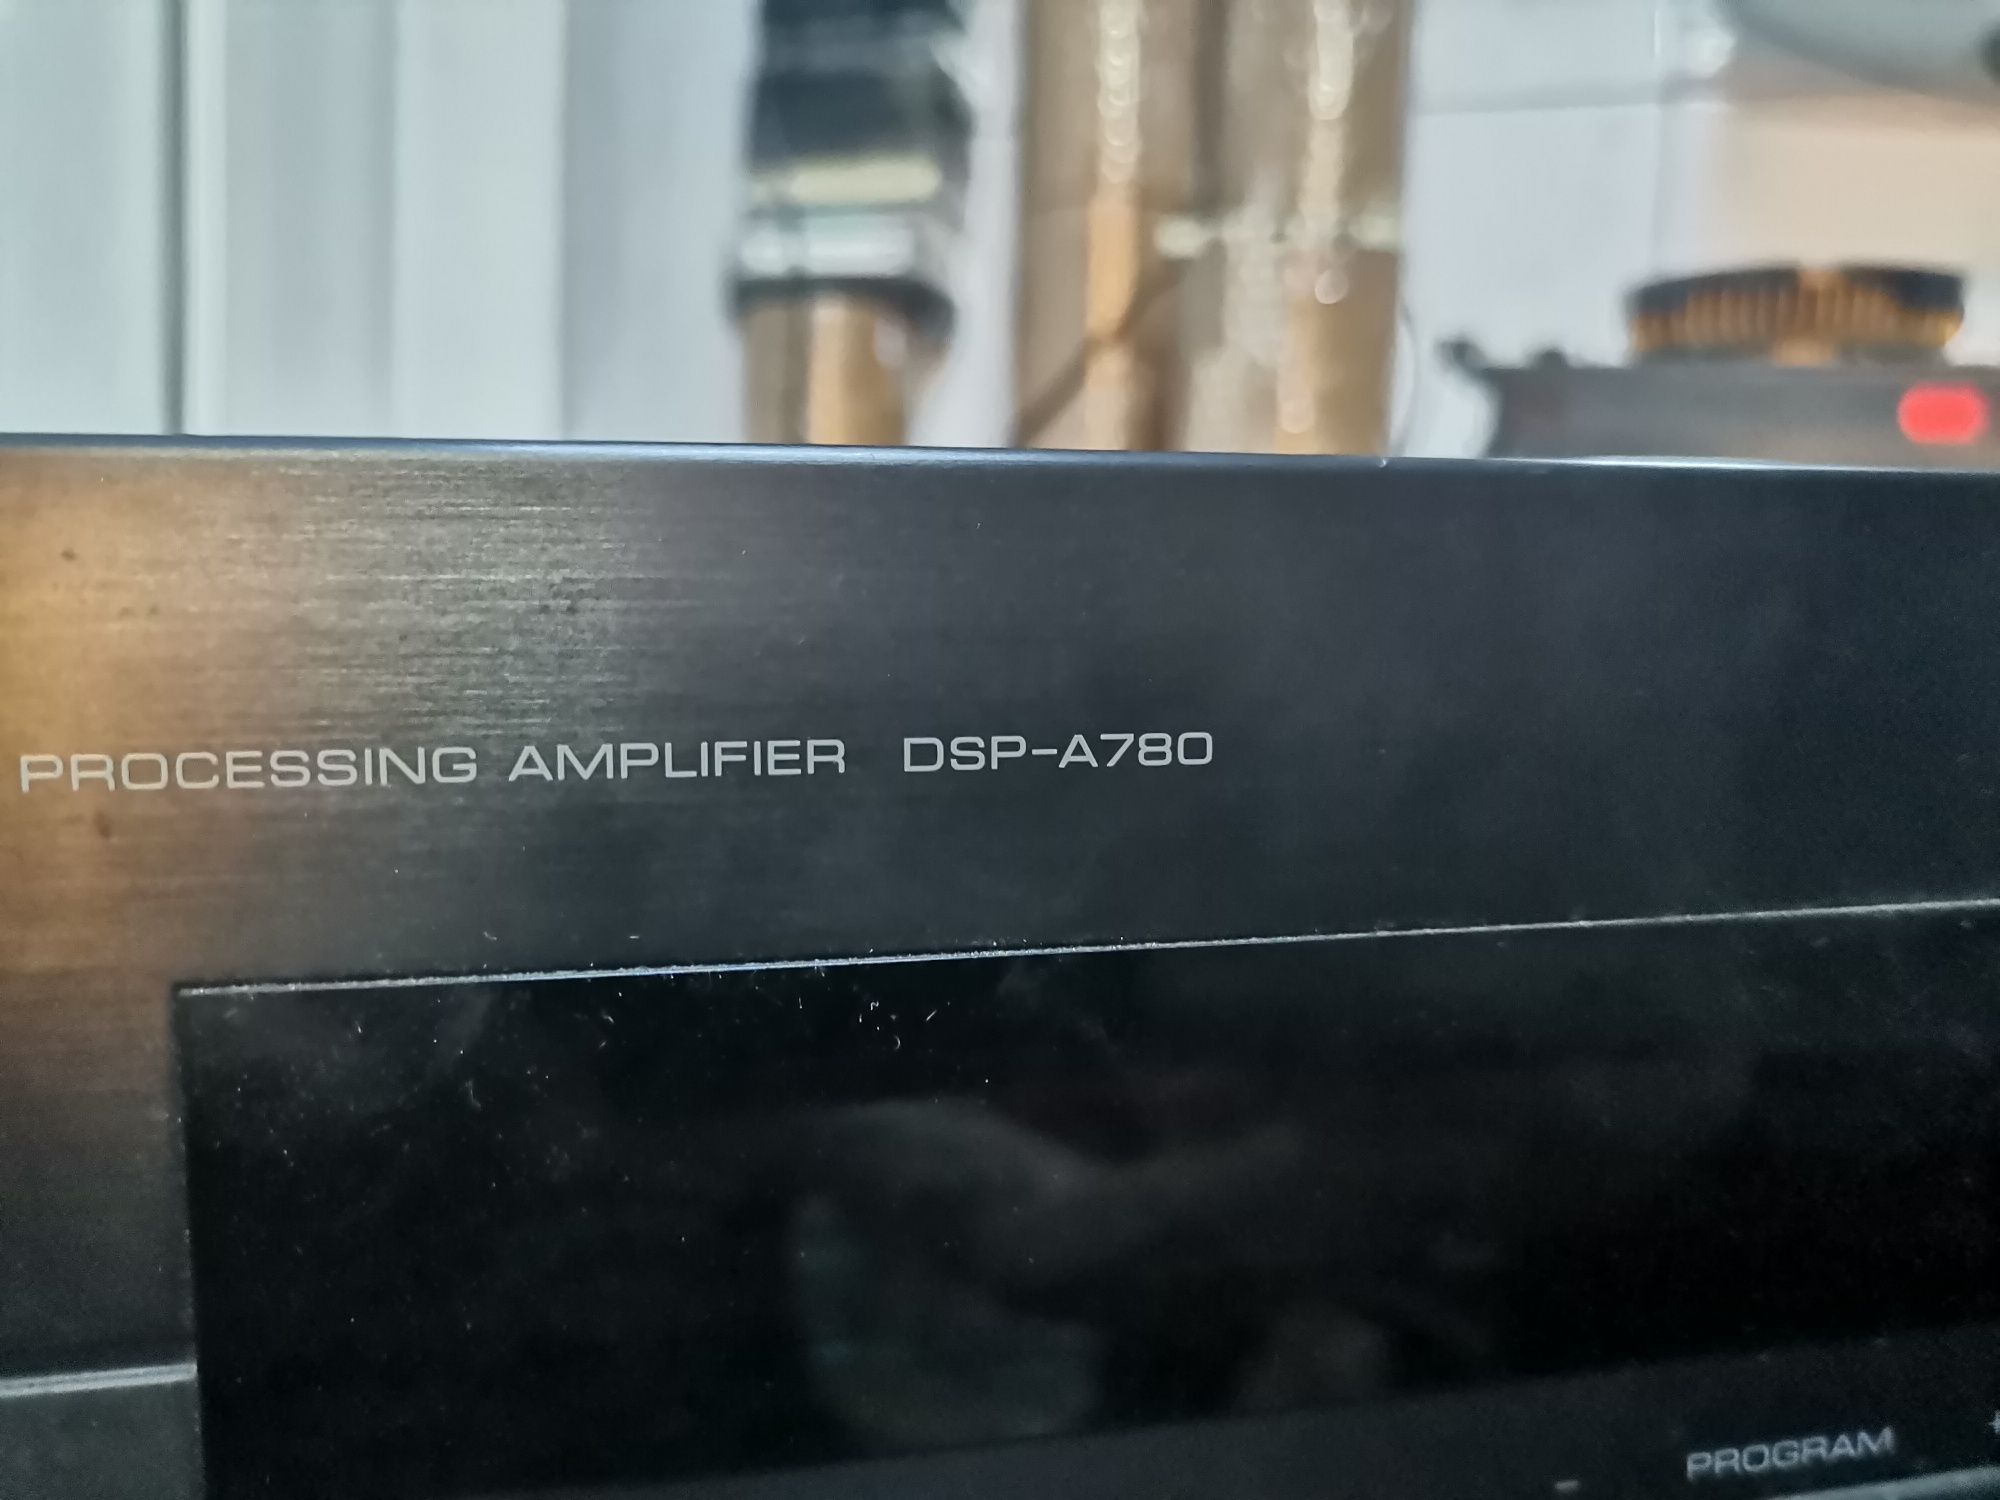 PROCESSING AMPLIFIER DSP-A780
PROGRAM